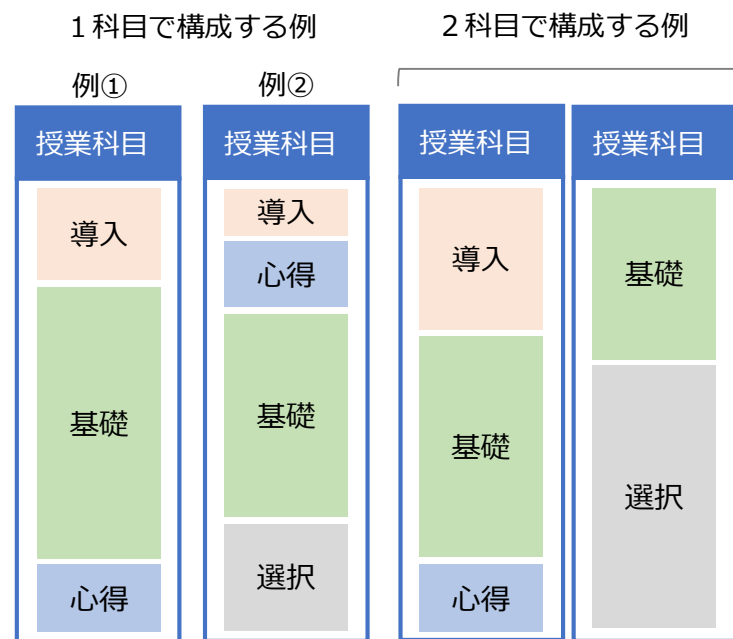 １科目で構成する例
２科目で構成する例
例①
例②
授業科目
導入
基礎
心得
授業科目
導入
心得
基礎
選択
授業科目
導入
基礎
心得
授業科目
基礎
選択